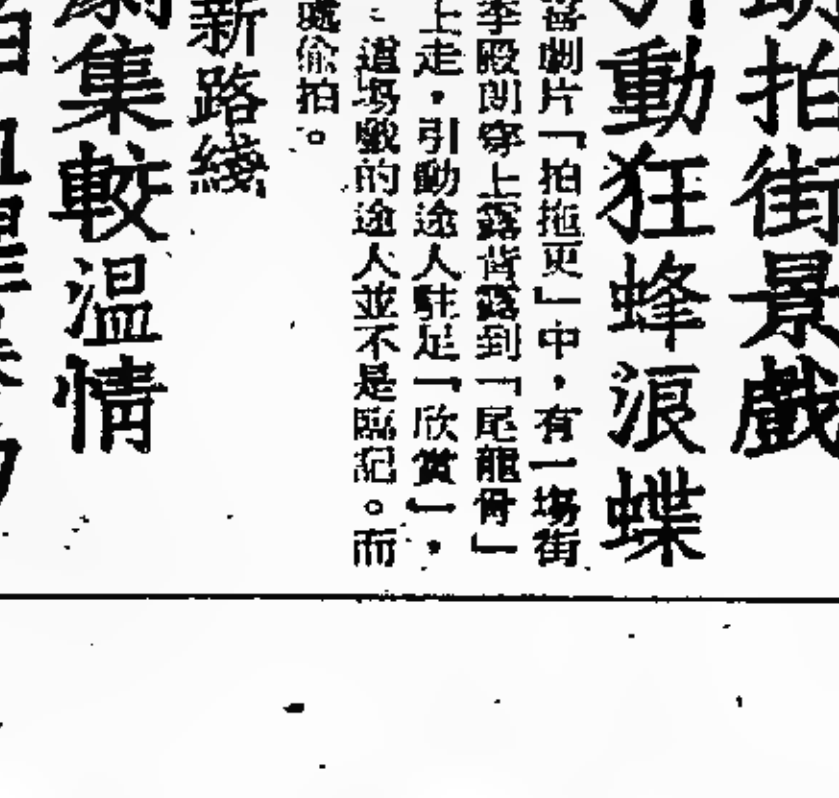 拍街景戲
動狂蜂浪蝶
喜劇片「拍拖更」中，有一場街
李殿朗穿上露背露到「尾龍骨」
上走，引動途人駐足「欣賞」，
這場戲的途人並不是臨記。而
處偷拍。
新路綫
劇集較溫情